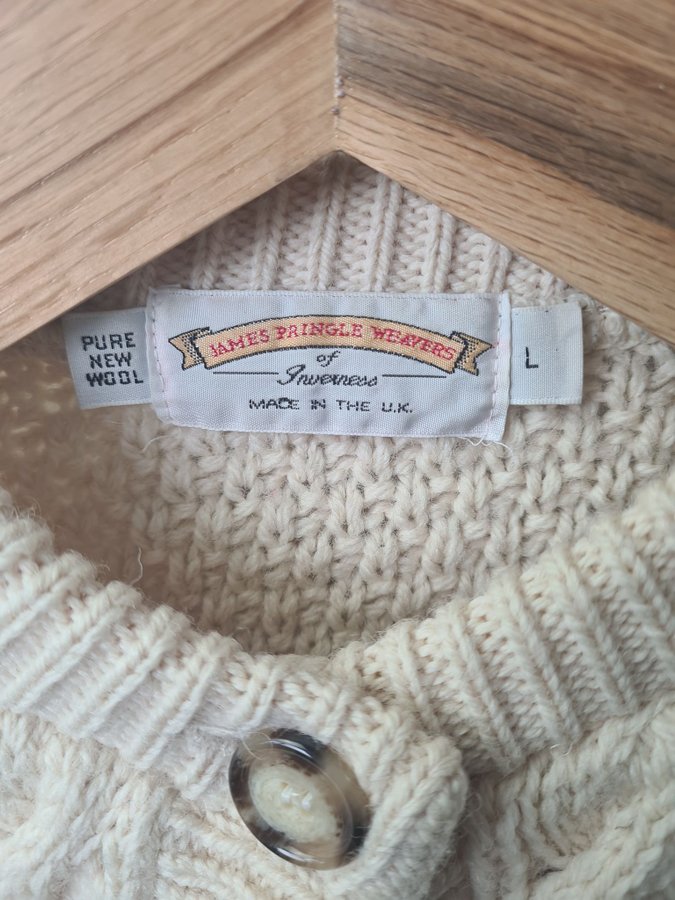 PURE
NEW
WOOL
JAMES PRINGLE WEAVERS
of
Inverness
MADE IN THE U.K.
L